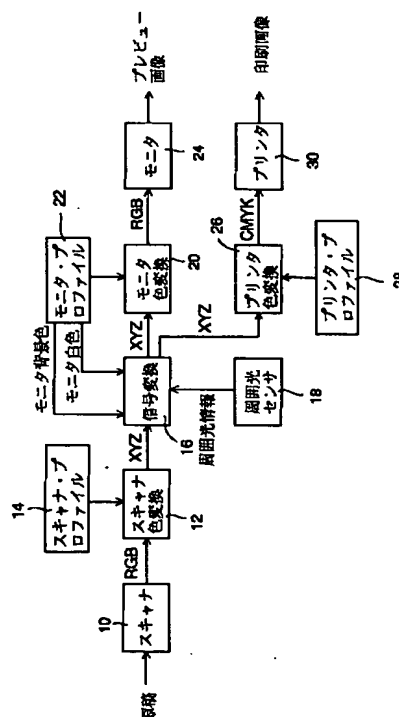 原稿
10
スキャナ
RGB
14
スキャナ・プ
ロファイル
スキャナ
色変換
12
XYZ
モニタ背景色
モニタ白色
信号変換
16
周囲光情報
周囲光
センサ
18
22
モニタ・プ
ロファイル
XYZ
モニタ
色変換
20
RGB
モニタ
24
プレビュー
画像
XYZ
26
プリンタ
色変換
プリンタ・プ
ロファイル
CMYK
プリンタ
30
印刷画像